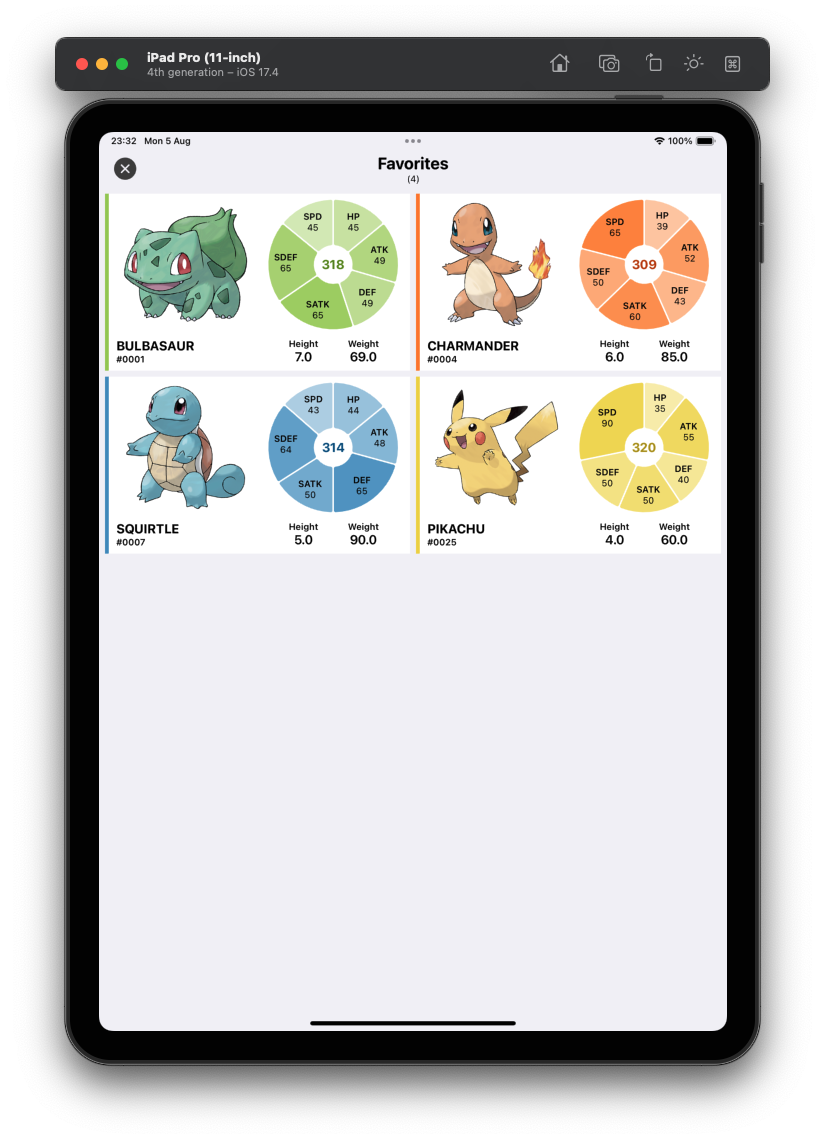 iPad Pro (11-inch)
4th generation – iOS 17.4
23:32 Mon 5 Aug
100%
Favorites
(4)
SPD
45
HP
45
ATK
49
DEF
49
SATK
65
SDEF
65
318
BULBASAUR
#0001
Height
7.0
Weight
69.0
SPD
65
HP
39
ATK
52
DEF
43
SATK
60
SDEF
50
309
CHARMANDER
#0004
Height
6.0
Weight
85.0
SPD
43
HP
44
ATK
48
DEF
65
SATK
50
SDEF
64
314
SQUIRTLE
#0007
Height
5.0
Weight
90.0
SPD
90
HP
35
ATK
55
DEF
40
SATK
50
SDEF
50
320
PIKACHU
#0025
Height
4.0
Weight
60.0